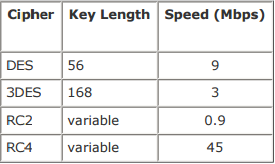 Cipher Key Length Speed (Mbps)
DES 56 9
3DES 168 3
RC2 variable 0.9
RC4 variable 45